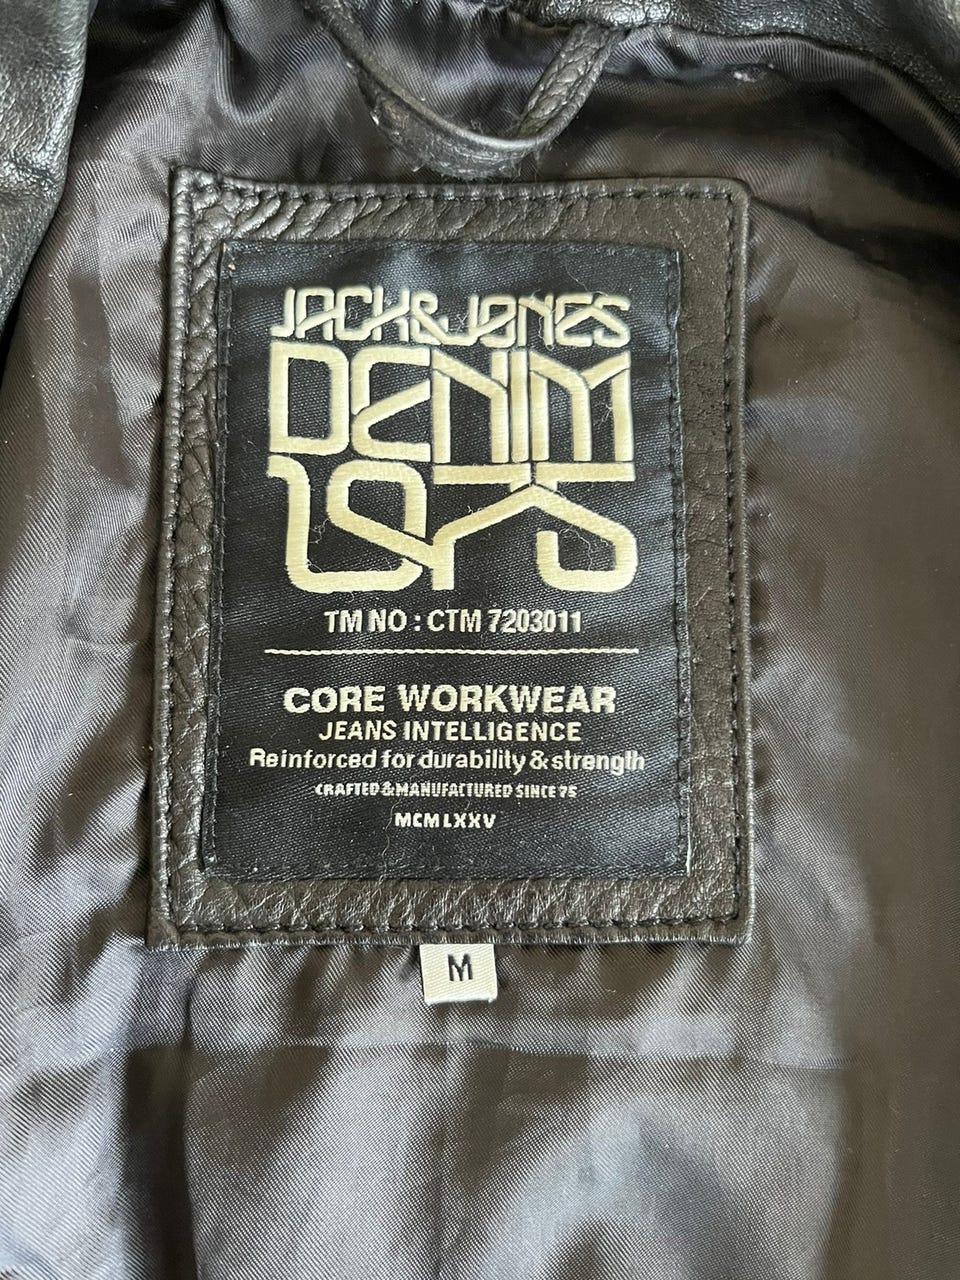 JACK&JONES
DENIM
1975
TM NO : CTM 7203011
CORE WORKWEAR
JEANS INTELLIGENCE
Reinforced for durability & strength
CRAFTED & MANUFACTURED SINCE 75
MCMLXXV
M